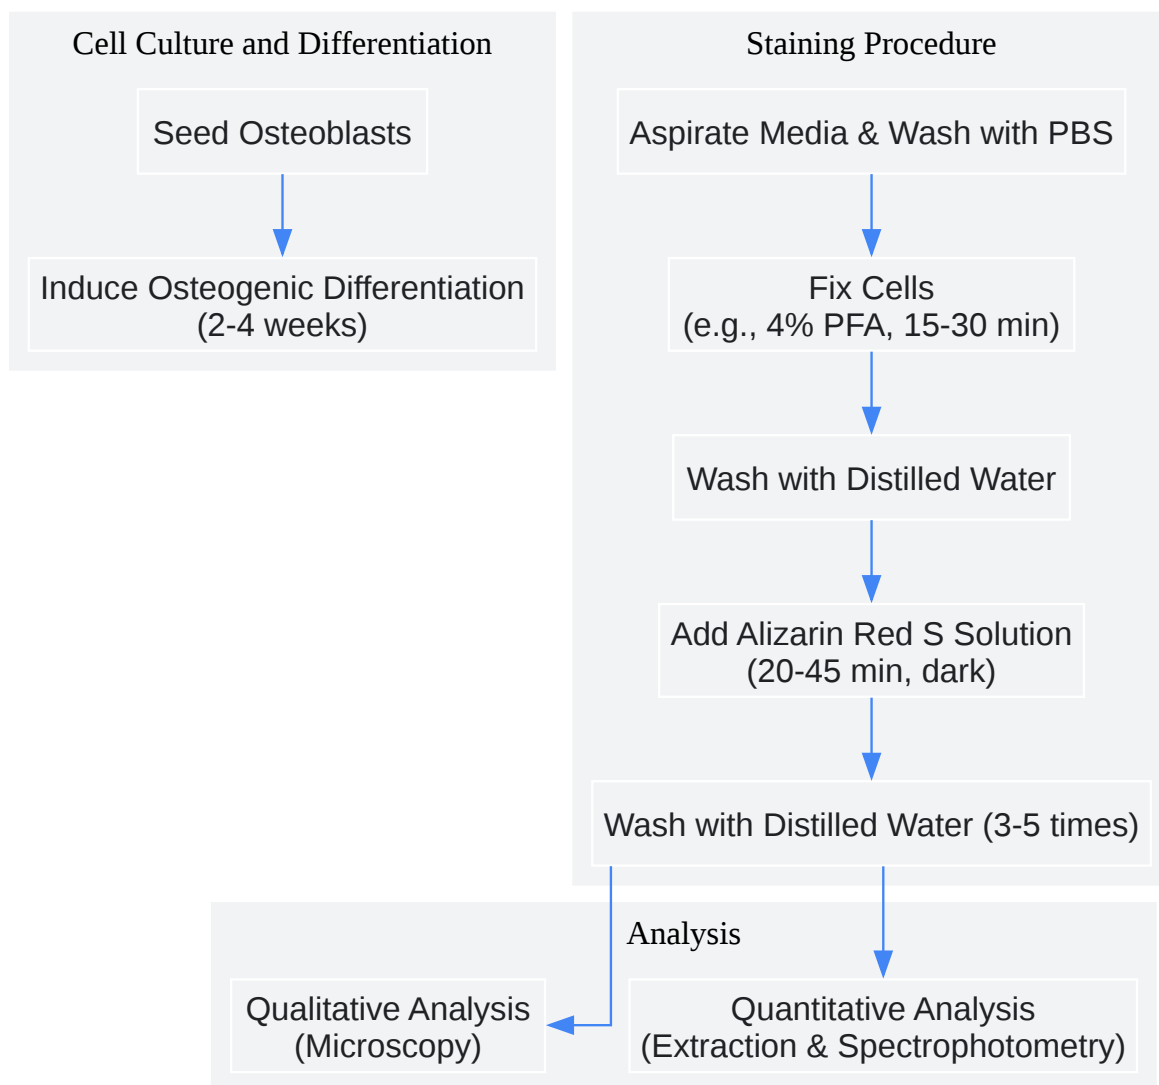 Cell Culture and Differentiation
Seed Osteoblasts
Induce Osteogenic Differentiation
(2-4 weeks)
Staining Procedure
Aspirate Media & Wash with PBS
Fix Cells
(e.g., 4% PFA, 15-30 min)
Wash with Distilled Water
Add Alizarin Red S Solution
(20-45 min, dark)
Wash with Distilled Water (3-5 times)
Analysis
Qualitative Analysis
(Microscopy)
Quantitative Analysis
(Extraction & Spectrophotometry)